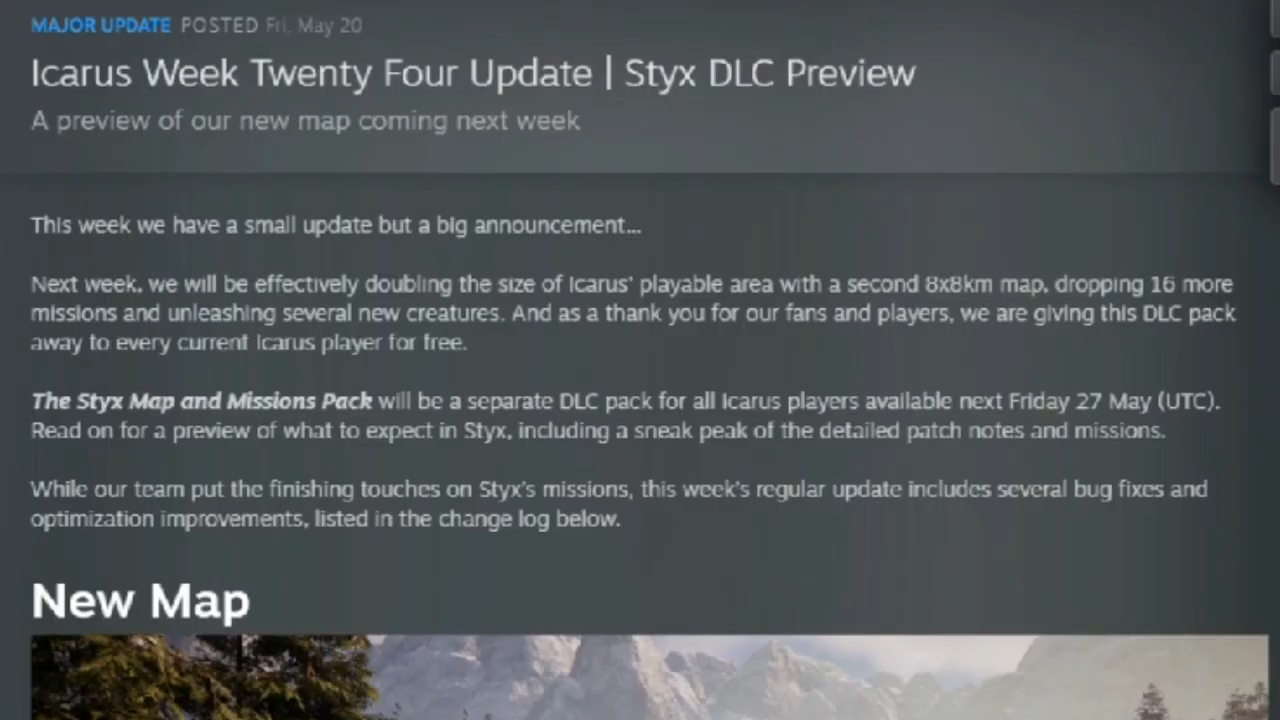 MAJOR UPDATE POSTED Fri, May 20
Icarus Week Twenty Four Update | Styx DLC Preview
A preview of our new map coming next week
This week we have a small update but a big announcement...
Next week, we will be effectively doubling the size of Icarus' playable area with a second 8x8km map, dropping 16 more
missions and unleashing several new creatures. And as a thank you for our fans and players, we are giving this DLC pack
away to every current Icarus player for free.
The Styx Map and Missions Pack will be a separate DLC pack for all Icarus players available next Friday 27 May (UTC).
Read on for a preview of what to expect in Styx, including a sneak peak of the detailed patch notes and missions.
While our team put the finishing touches on Styx's missions, this week's regular update includes several bug fixes and
optimization improvements, listed in the change log below.
New Map